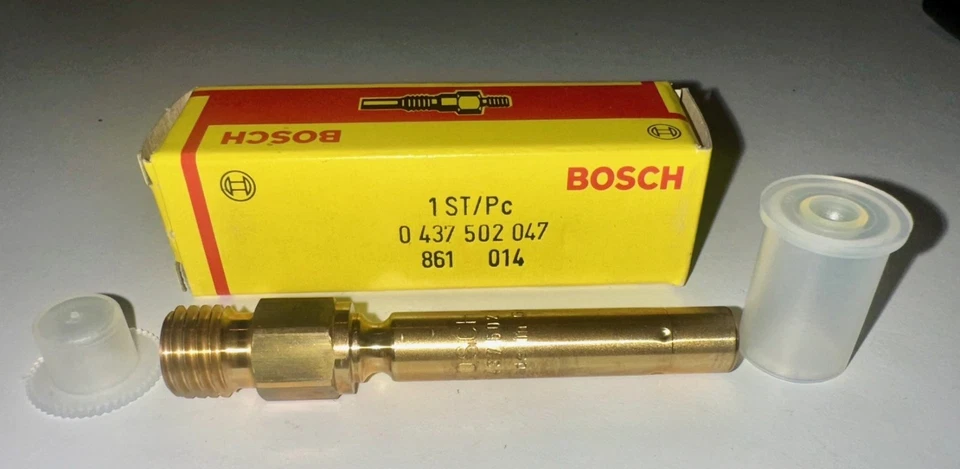 BOSCH
BOSCH
1 ST/Pc
0 437 502 047
861 014